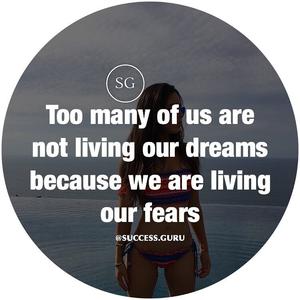 SG
Too many of us are
not living our dreams
because we are living
our fears
@SUCCESS.GURU